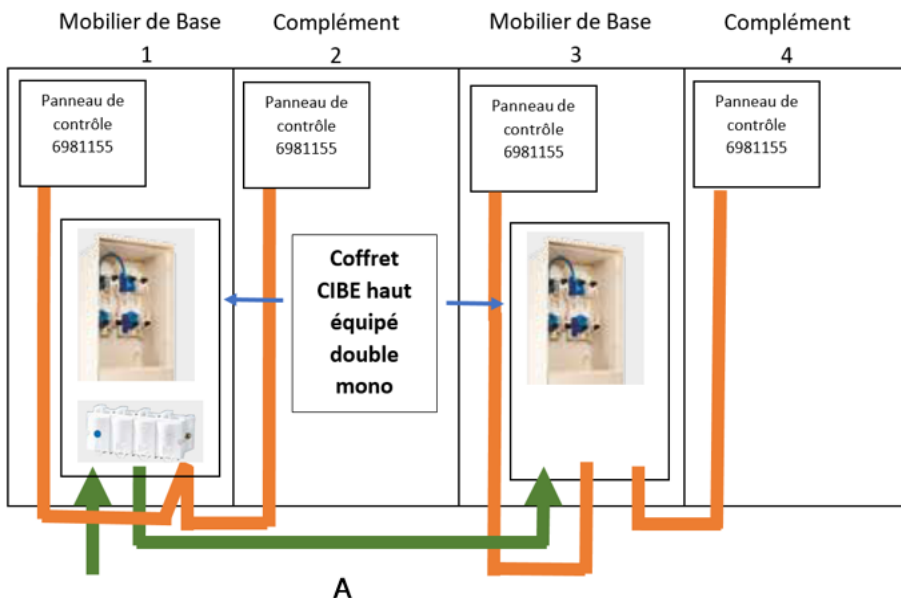 Mobilier de Base
1
Complément
2
Mobilier de Base
3
Complément
4
Panneau de
contrôle
6981155
Panneau de
contrôle
6981155
Panneau de
contrôle
6981155
Panneau de
contrôle
6981155
Coffret
CIBE haut
équipé
double
mono
A